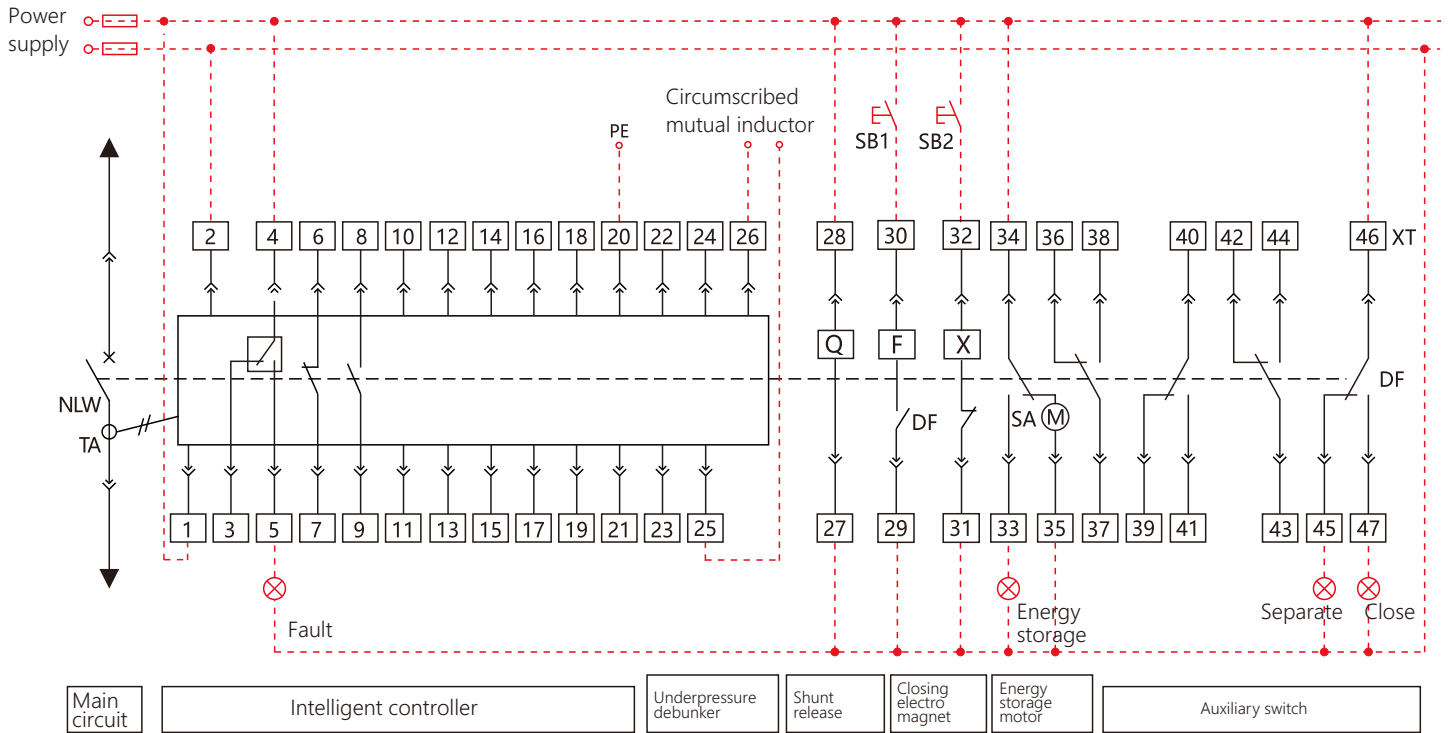 Power
supply
Circumscribed
mutual inductor
PE
SB1
SB2
2 4 6 8 10 12 14 16 18 20 22 24 26 28 30 32 34 36 38 40 42 44 46 XT
Q F X
NLW
TA
DF
SA
M
DF
1 3 5 7 9 11 13 15 17 19 21 23 25 27 29 31 33 35 37 39 41 43 45 47
Fault
Energy
storage
Separate
Close
Main
circuit
Intelligent controller
Underpressure
debunker
Shunt
release
Closing
electro
magnet
Energy
storage
motor
Auxiliary switch